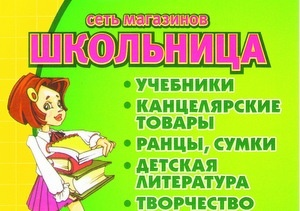 сеть магазинов
ШКОЛЬНИЦА
• УЧЕБНИКИ
• КАНЦЕЛЯРСКИЕ
ТОВАРЫ
• РАНЦЫ, СУМКИ
• ДЕТСКАЯ
ЛИТЕРАТУРА
• ТВОРЧЕСТВО